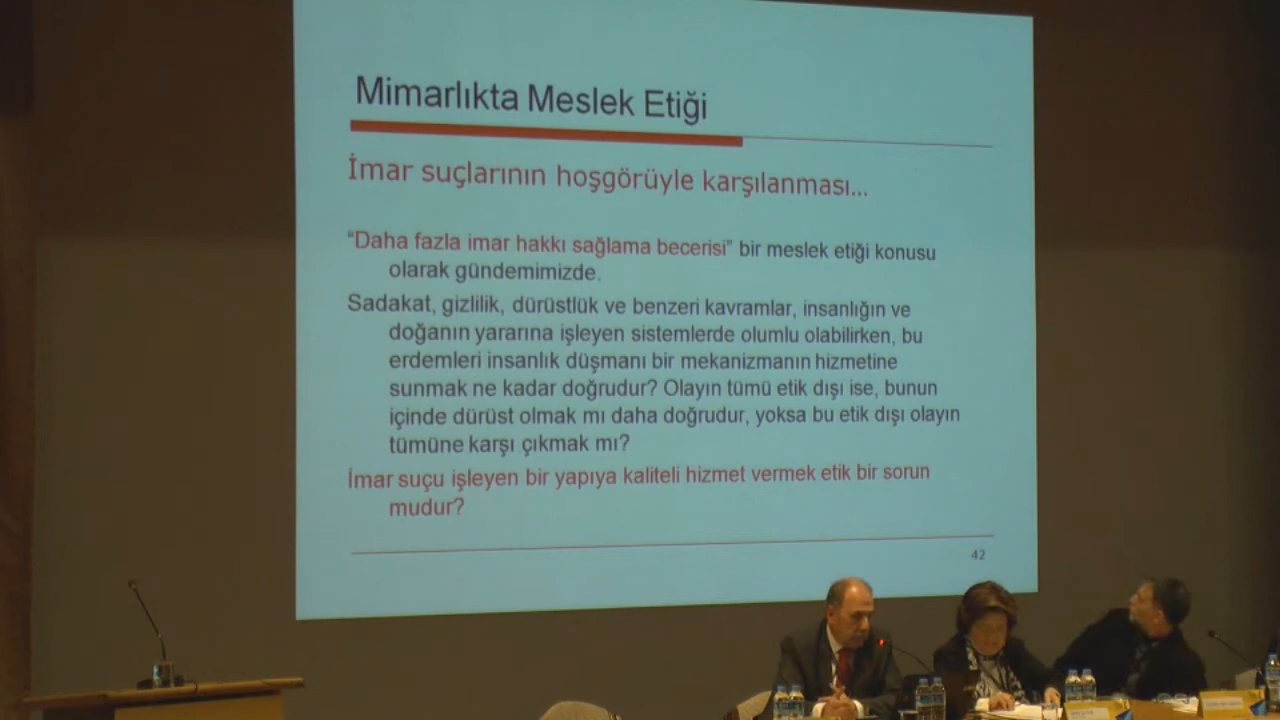 Mimarlıkta Meslek Etiği
İmar suçlarının hoşgörüyle karşılanması...
“Daha fazla imar hakkı sağlama becerisi” bir meslek etiği konusu
olarak gündemimizde.
Sadakat, gizlilik, dürüstlük ve benzeri kavramlar, insanlığın ve
doğanın yararına işleyen sistemlerde olumlu olabilirken, bu
erdemleri insanlık düşmanı bir mekanizmanın hizmetine
sunmak ne kadar doğrudur? Olayın tümü etik dışı ise, bunun
içinde dürüst olmak mı daha doğrudur, yoksa bu etik dışı olayın
tümüne karşı çıkmak mı?
İmar suçu işleyen bir yapıya kaliteli hizmet vermek etik bir sorun
mudur?
42